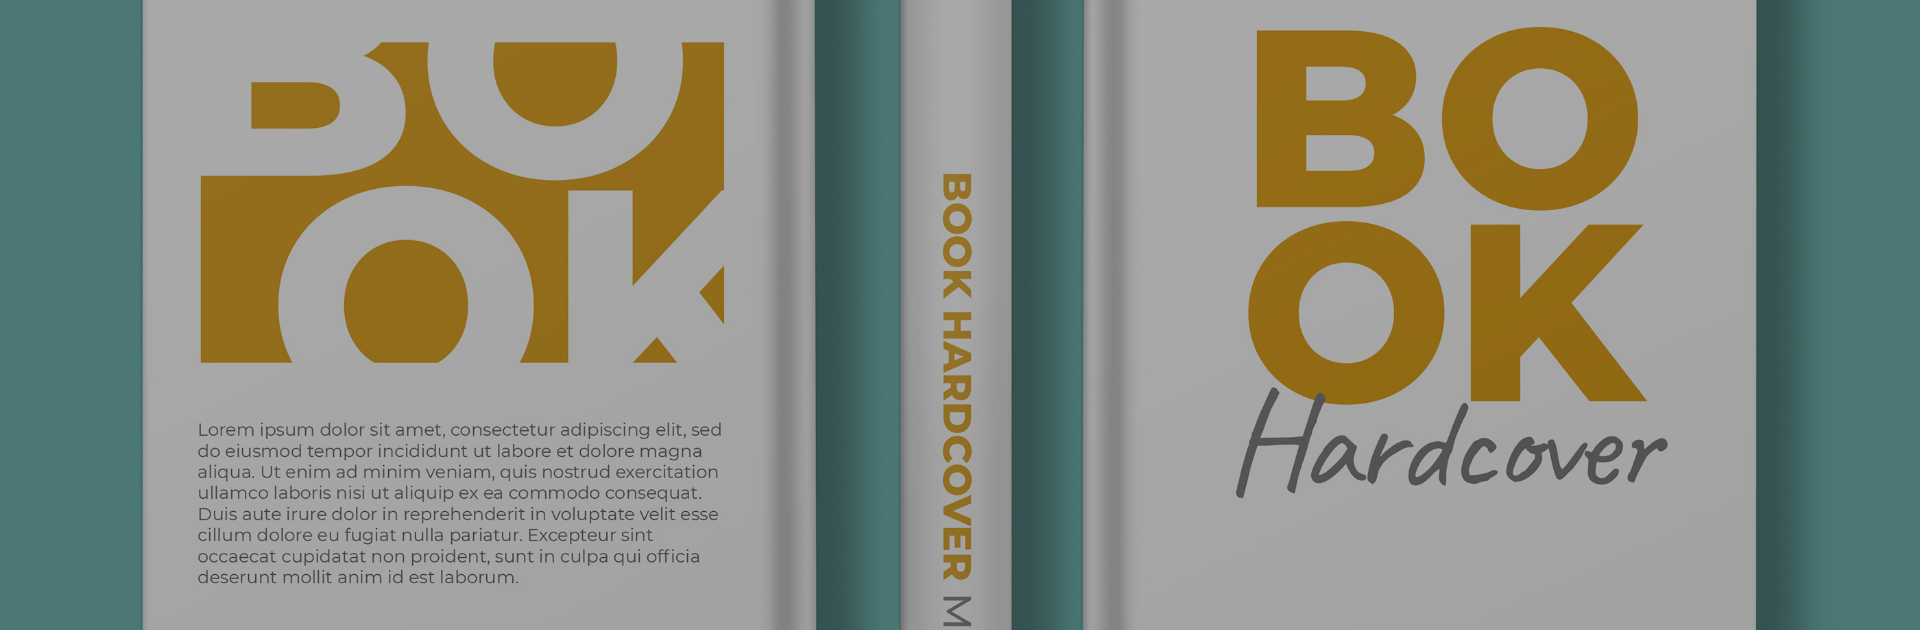 BO
OK
Lorem ipsum dolor sit amet, consectetur adipiscing elit, sed
do eiusmod tempor incididunt ut labore et dolore magna
aliqua. Ut enim ad minim veniam, quis nostrud exercitation
ullamco laboris nisi ut aliquip ex ea commodo consequat.
Duis aute irure dolor in reprehenderit in voluptate velit esse
cillum dolore eu fugiat nulla pariatur. Excepteur sint
occaecat cupidatat non proident, sunt in culpa qui officia
deserunt mollit anim id est laborum.
BOOK HARDCOVER M
BO
OK
Hardcover